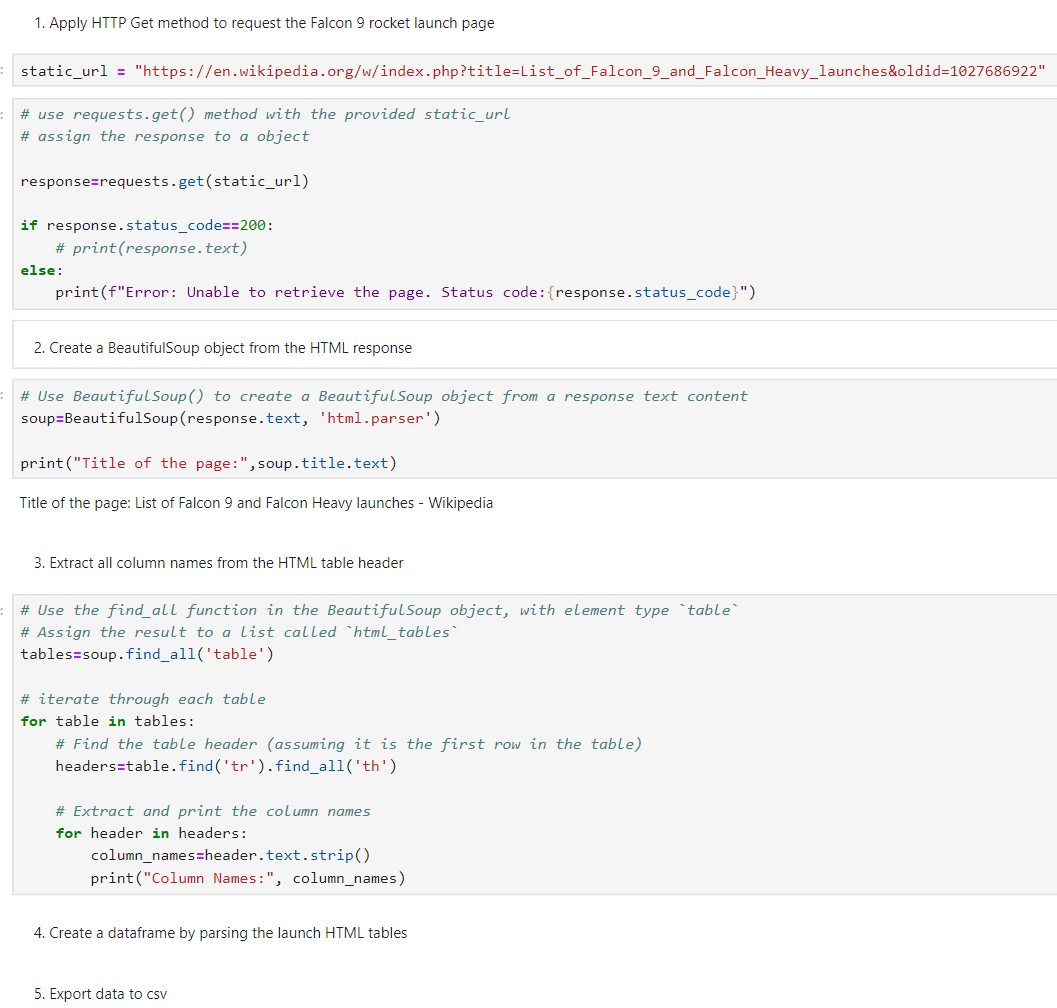 1. Apply HTTP Get method to request the Falcon 9 rocket launch page
: static_url = "https://en.wikipedia.org/w/index.php?title=List_of_Falcon_9_and_Falcon_Heavy_launches&oldid=1027686922"
: # use requests.get() method with the provided static_url
# assign the response to a object
response=requests.get(static_url)
if response.status_code==200:
    # print(response.text)
else:
    print(f"Error: Unable to retrieve the page. Status code:{response.status_code}")
2. Create a BeautifulSoup object from the HTML response
: # Use BeautifulSoup() to create a BeautifulSoup object from a response text content
soup=BeautifulSoup(response.text, 'html.parser')
print("Title of the page:",soup.title.text)
Title of the page: List of Falcon 9 and Falcon Heavy launches - Wikipedia
3. Extract all column names from the HTML table header
: # Use the find_all function in the BeautifulSoup object, with element type `table`
# Assign the result to a list called `html_tables`
tables=soup.find_all('table')
# iterate through each table
for table in tables:
    # Find the table header (assuming it is the first row in the table)
    headers=table.find('tr').find_all('th')
    # Extract and print the column names
    for header in headers:
        column_names=header.text.strip()
        print("Column Names:", column_names)
4. Create a dataframe by parsing the launch HTML tables
5. Export data to csv